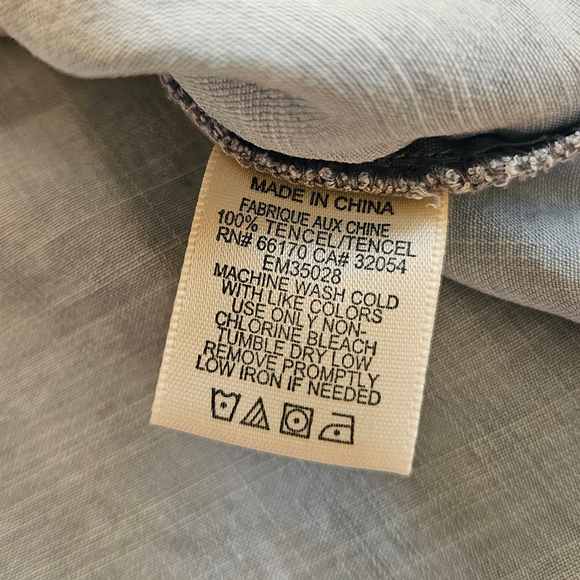 MADE IN CHINA
FABRIQUE AUX CHINE
100% TENCEL/TENCEL
RN# 66170 CA# 32054
EM35028
MACHINE WASH COLD
WITH LIKE COLORS
USE ONLY NON-
CHLORINE BLEACH
TUMBLE DRY LOW
REMOVE PROMPTLY
LOW IRON IF NEEDED